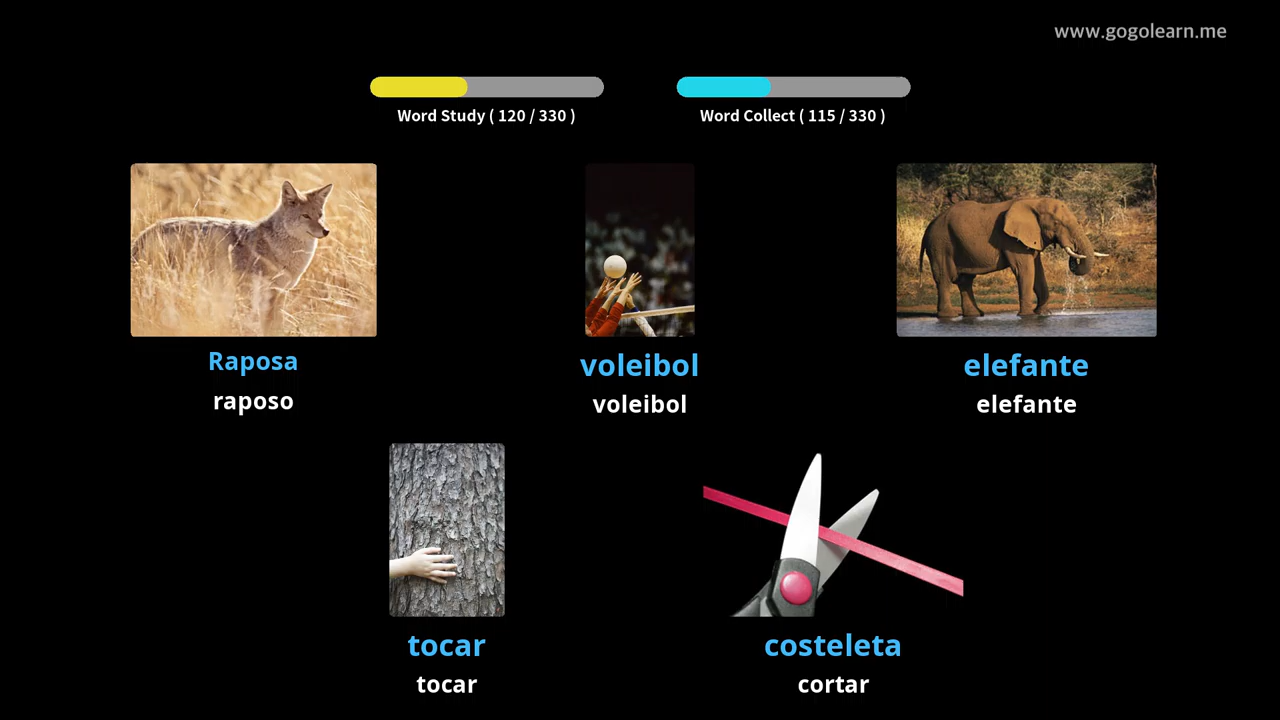 www.gogolearn.me
Word Study ( 120 / 330 )
Word Collect ( 115 / 330 )
Raposa
raposo
voleibol
voleibol
elefante
elefante
tocar
tocar
costeleta
cortar